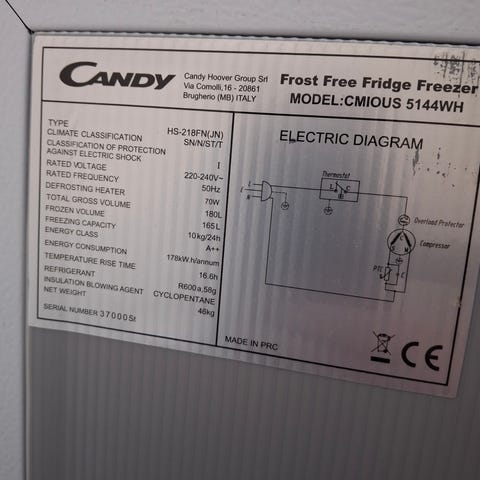 CANDY
Candy Hoover Group Srl
Via Comolli,16 - 20861
Brugherio (MB) ITALY
Frost Free Fridge Freezer
MODEL:CMIOUS 5144WH
TYPE HS-218FN(JN)
CLIMATE CLASSIFICATION SN/N/ST/T
CLASSIFICATION OF PROTECTION
AGAINST ELECTRIC SHOCK I
RATED VOLTAGE 220-240V~
RATED FREQUENCY 50Hz
DEFROSTING HEATER 70W
TOTAL GROSS VOLUME 180L
FROZEN VOLUME 165L
FREEZING CAPACITY 10kg/24h
ENERGY CLASS A++
ENERGY CONSUMPTION 178kWh/annum
TEMPERATURE RISE TIME 16.6h
REFRIGERANT R600a,58g
INSULATION BLOWING AGENT CYCLOPENTANE
NET WEIGHT 46kg
SERIAL NUMBER 37000St
ELECTRIC DIAGRAM
Thermostat
L C
Overload Protector
Compressor
C
S M
PTC
C
MADE IN PRC
CE